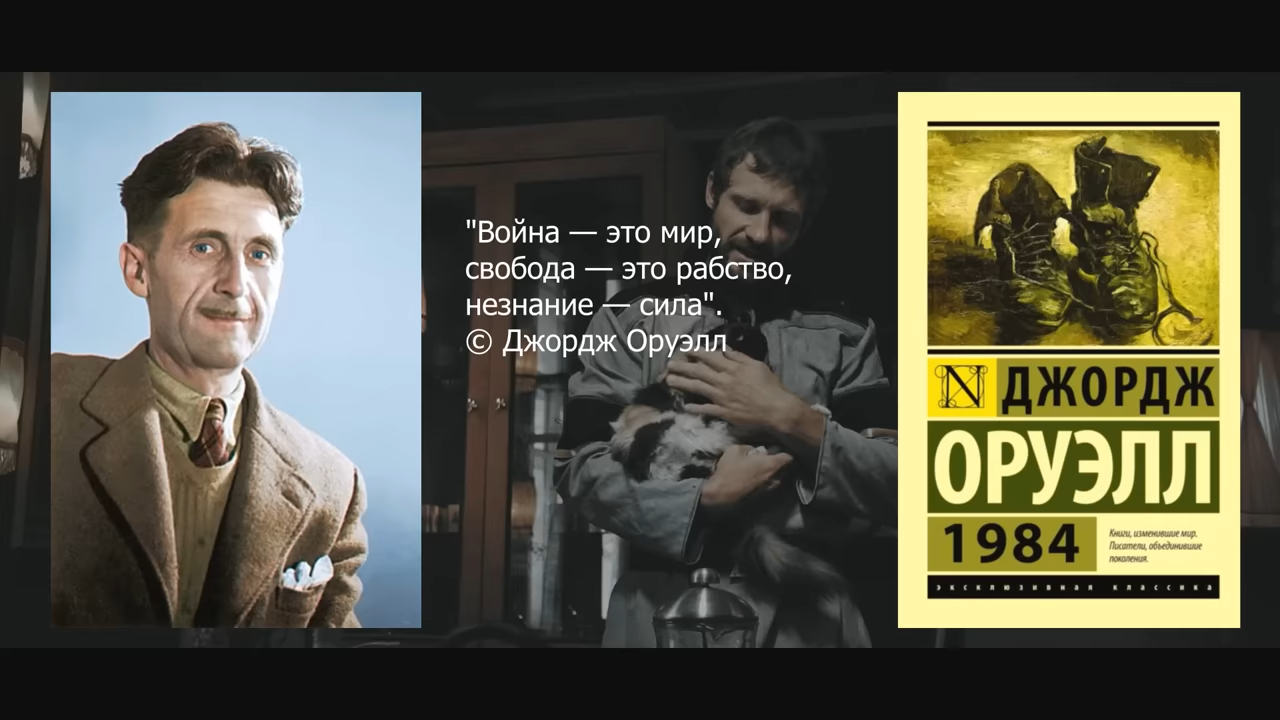 "Война — это мир,
свобода — это рабство,
незнание — сила".
© Джордж Оруэлл
N ДЖОРДЖ
ОРУЭЛЛ
1984
Книги, изменившие мир.
Писатели, объединившие
поколения.
эксклюзивная классика